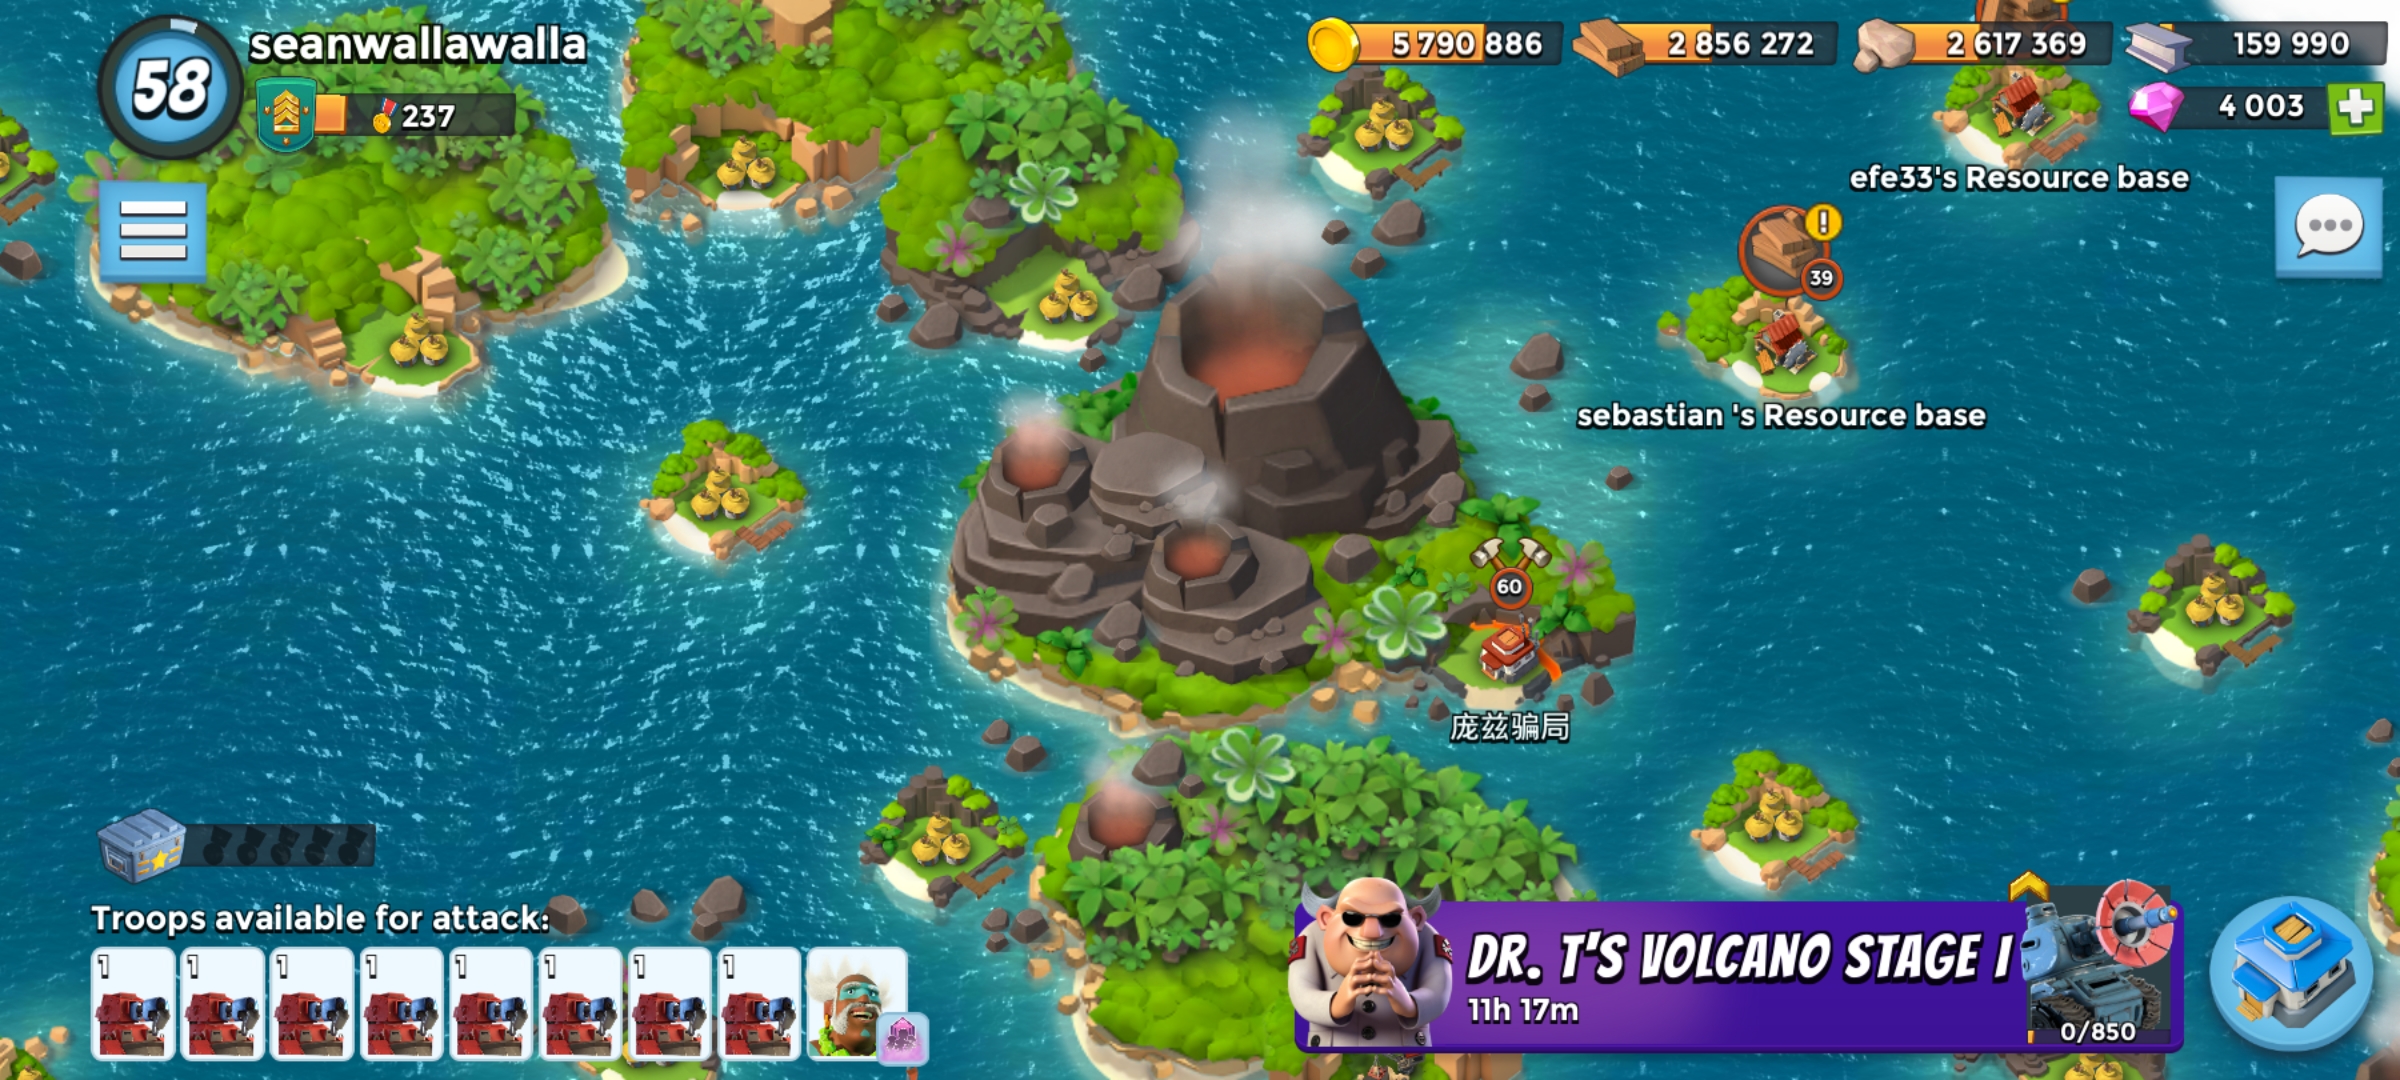 58
seanwallawalla
237
5 790 886
2 856 272
2 617 369
159 990
4 003
efe33's Resource base
39
sebastian 's Resource base
60
庞兹骗局
Troops available for attack:
1 1 1 1 1 1 1 1
DR. T'S VOLCANO STAGE I
11h 17m
0/850